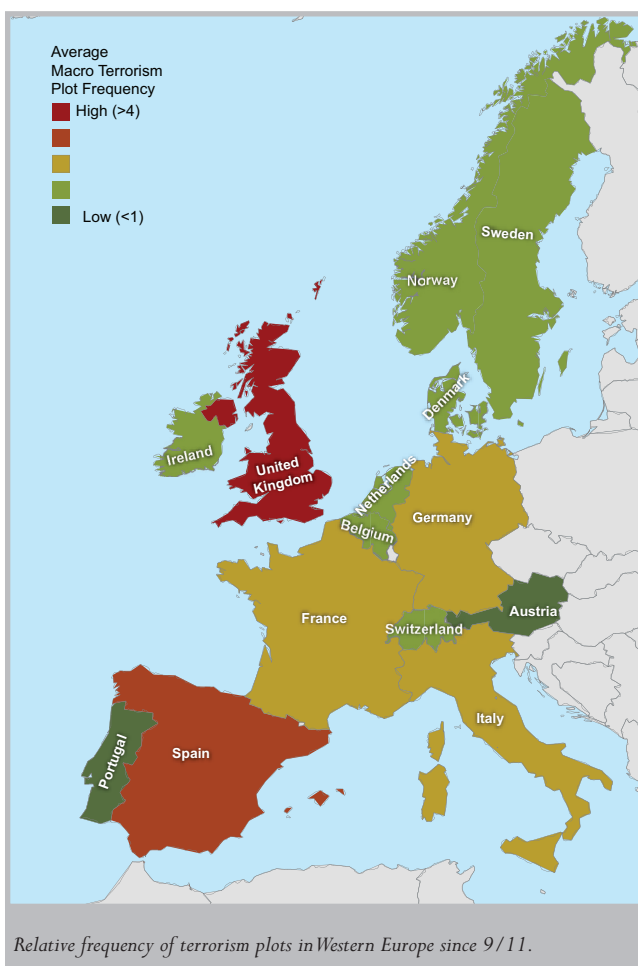 Average
Macro Terrorism
Plot Frequency
High (>4)
Low (<1)
Sweden
Norway
Denmark
Ireland
United
Kingdom
Netherlands
Belgium
Germany
France
Switzerland
Austria
Italy
Spain
Portugal
Relative frequency of terrorism plots in Western Europe since 9/11.